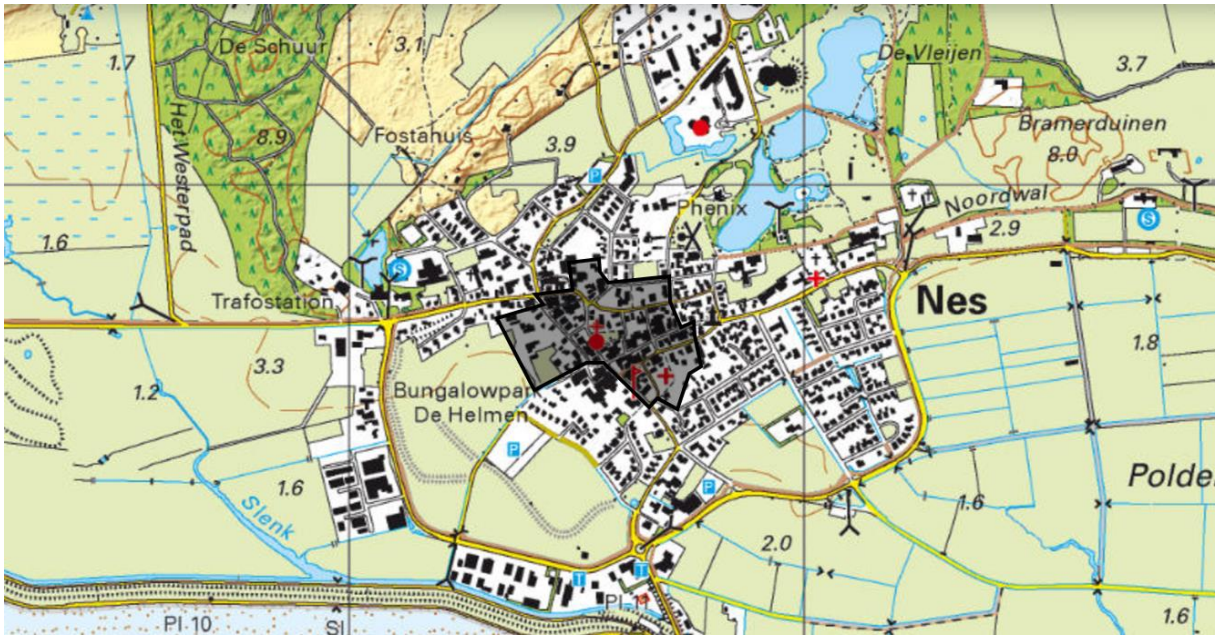 De Schuur
3.1
De Vleijen
3.7
1.7
Het Westerpad
8.9
Fostahuis
3.9
P
Bramerduinen
8.0
i
Phenix
Noordwal
2.9
S
1.6
S
Trafostation
Nes
3.3
1.2
1.8
Bungalowpark
De Helmen
P
P
1.6
Slenk
1.6
Polde
2.0
T
T
Pl 11
1.6
Pl 10
Sl